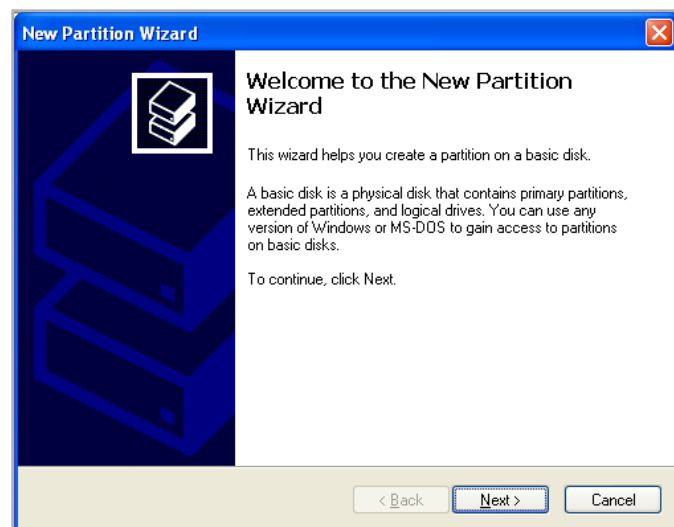 New Partition Wizard
Welcome to the New Partition
Wizard
This wizard helps you create a partition on a basic disk.
A basic disk is a physical disk that contains primary partitions,
extended partitions, and logical drives. You can use any
version of Windows or MS-DOS to gain access to partitions
on basic disks.
To continue, click Next.
< Back
Next >
Cancel